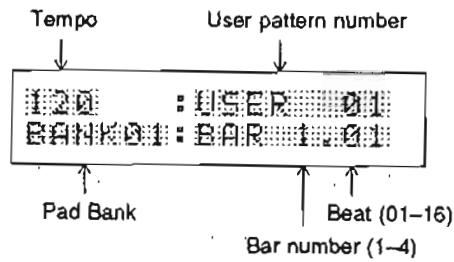 Tempo
User pattern number
120 :USER 01
BANK01:BAR 1.01
Pad Bank
Beat (01–16)
Bar number (1–4)